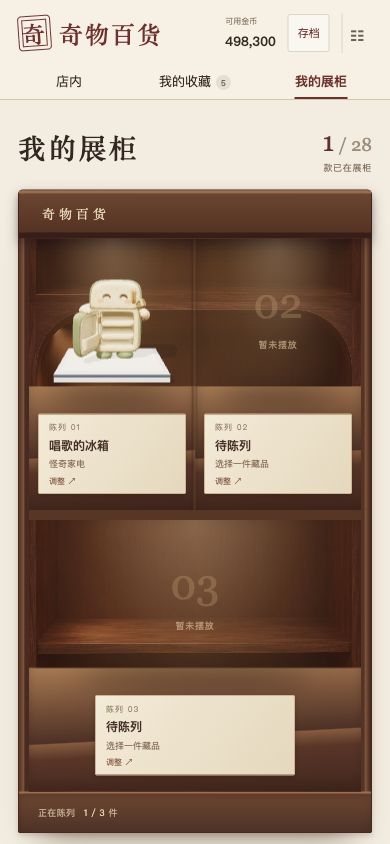 奇 奇物百货
可用金币
498,300
存档
店内
我的收藏 6
我的展柜
我的展柜
1 / 28
款已在展柜
奇物百货
02
暂未摆放
陈列 01
唱歌的冰箱
怪奇家电
调整 ↗
陈列 02
待陈列
选择一件藏品
调整 ↗
03
暂未摆放
陈列 03
待陈列
选择一件藏品
调整 ↗
正在陈列 1 / 3 件